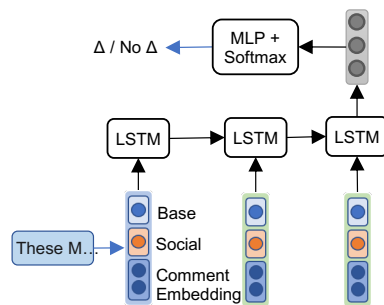 Δ / No Δ
MLP +
Softmax
LSTM
LSTM
LSTM
Base
These M...
Social
Comment
Embedding